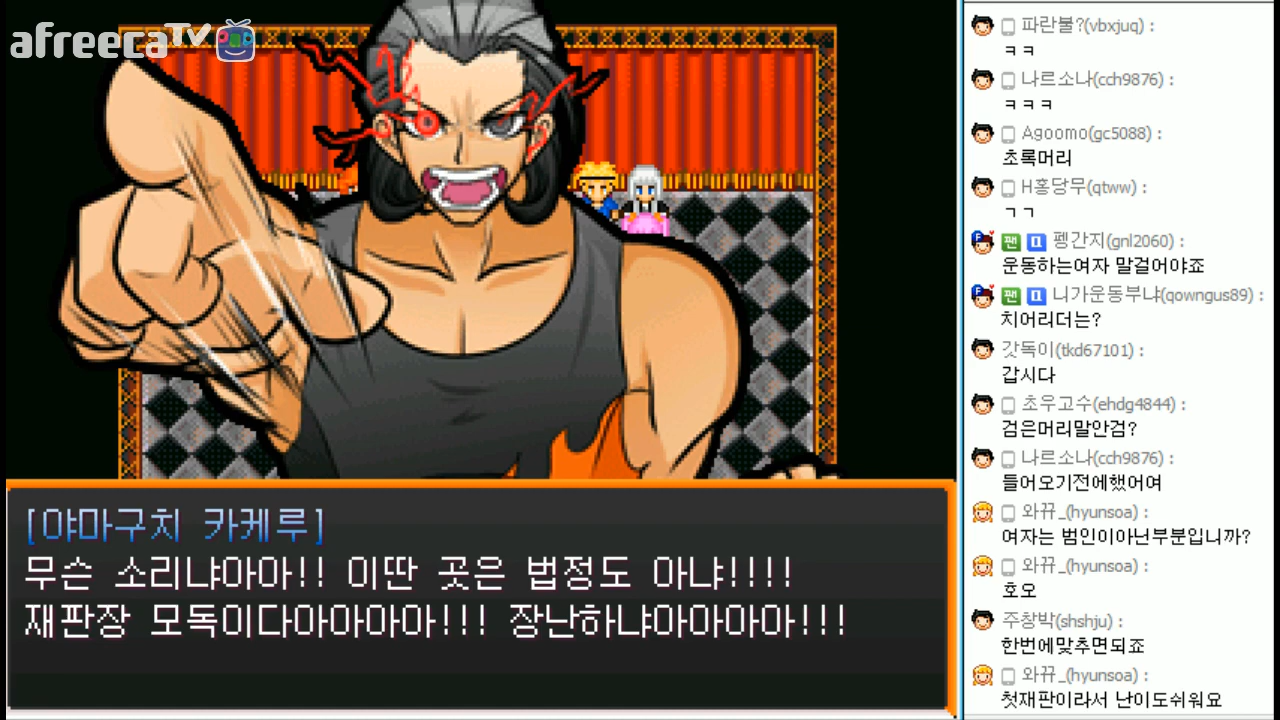 afreecaTV
[야마구치 카케루]
무슨 소리냐아아!! 이딴 곳은 법정도 아냐!!!!
재판장 모독이다아아아아!!! 장난하냐아아아아!!!
파란불?(vbxjuq) :
ㅋㅋ
나르소나(cch9876) :
ㅋㅋㅋ
Agoomo(gc5088) :
초록머리
H홍당무(qtww) :
ㄱㄱ
팬 펭간지(gnl2060) :
운동하는여자 말걸어야죠
팬 니가운동부냐(qowngus89) :
치어리더는?
갓독이(tkd67101) :
갑시다
초우고수(ehdg4844) :
검은머리말안검?
나르소나(cch9876) :
들어오기전에했어여
와뀨_(hyunsoa) :
여자는 범인이아닌부분입니까?
와뀨_(hyunsoa) :
호오
주창박(shshju) :
한번에맞추면되죠
와뀨_(hyunsoa) :
첫재판이라서 난이도쉬워요